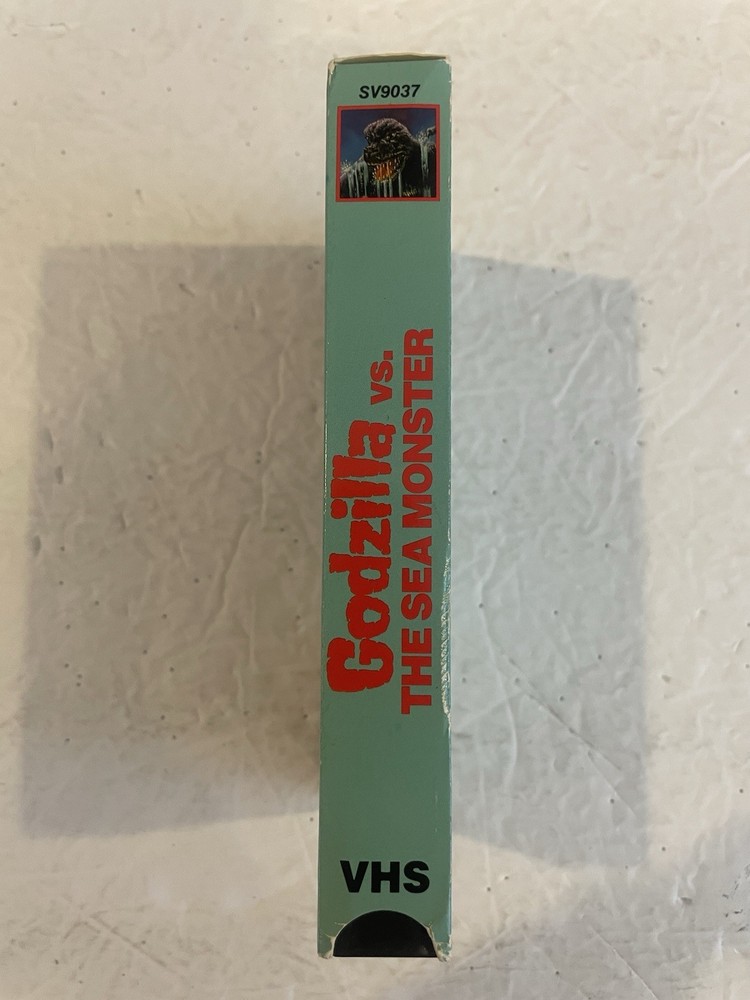 SV9037
Godzilla vs.
THE SEA MONSTER
VHS